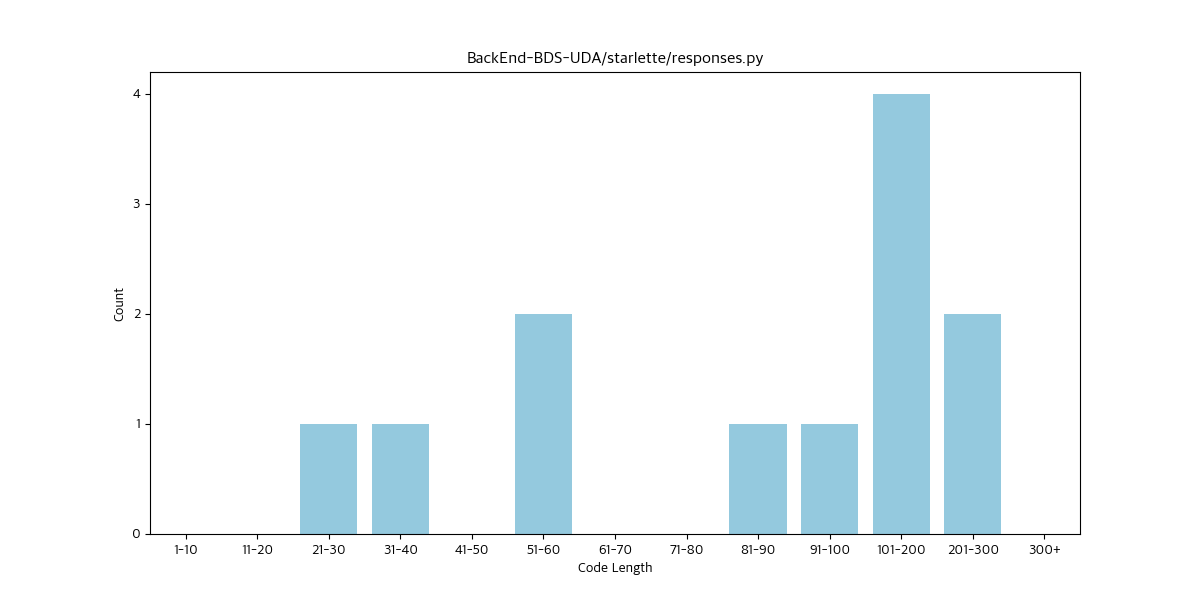 BackEnd-BDS-UDA/starlette/responses.py
4
3
2
1
0
Count
1-10 11-20 21-30 31-40 41-50 51-60 61-70 71-80 81-90 91-100 101-200 201-300 300+
Code Length